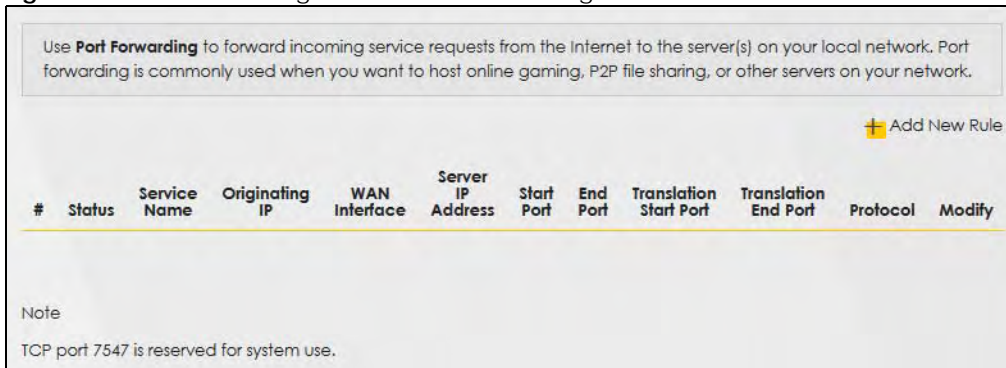 Use Port Forwarding to forward incoming service requests from the Internet to the server(s) on your local network. Port
forwarding is commonly used when you want to host online gaming, P2P file sharing, or other servers on your network.
+ Add New Rule
# Status Service Name Originating IP WAN Interface Server IP Address Start Port End Port Translation Start Port Translation End Port Protocol Modify
Note
TCP port 7547 is reserved for system use.